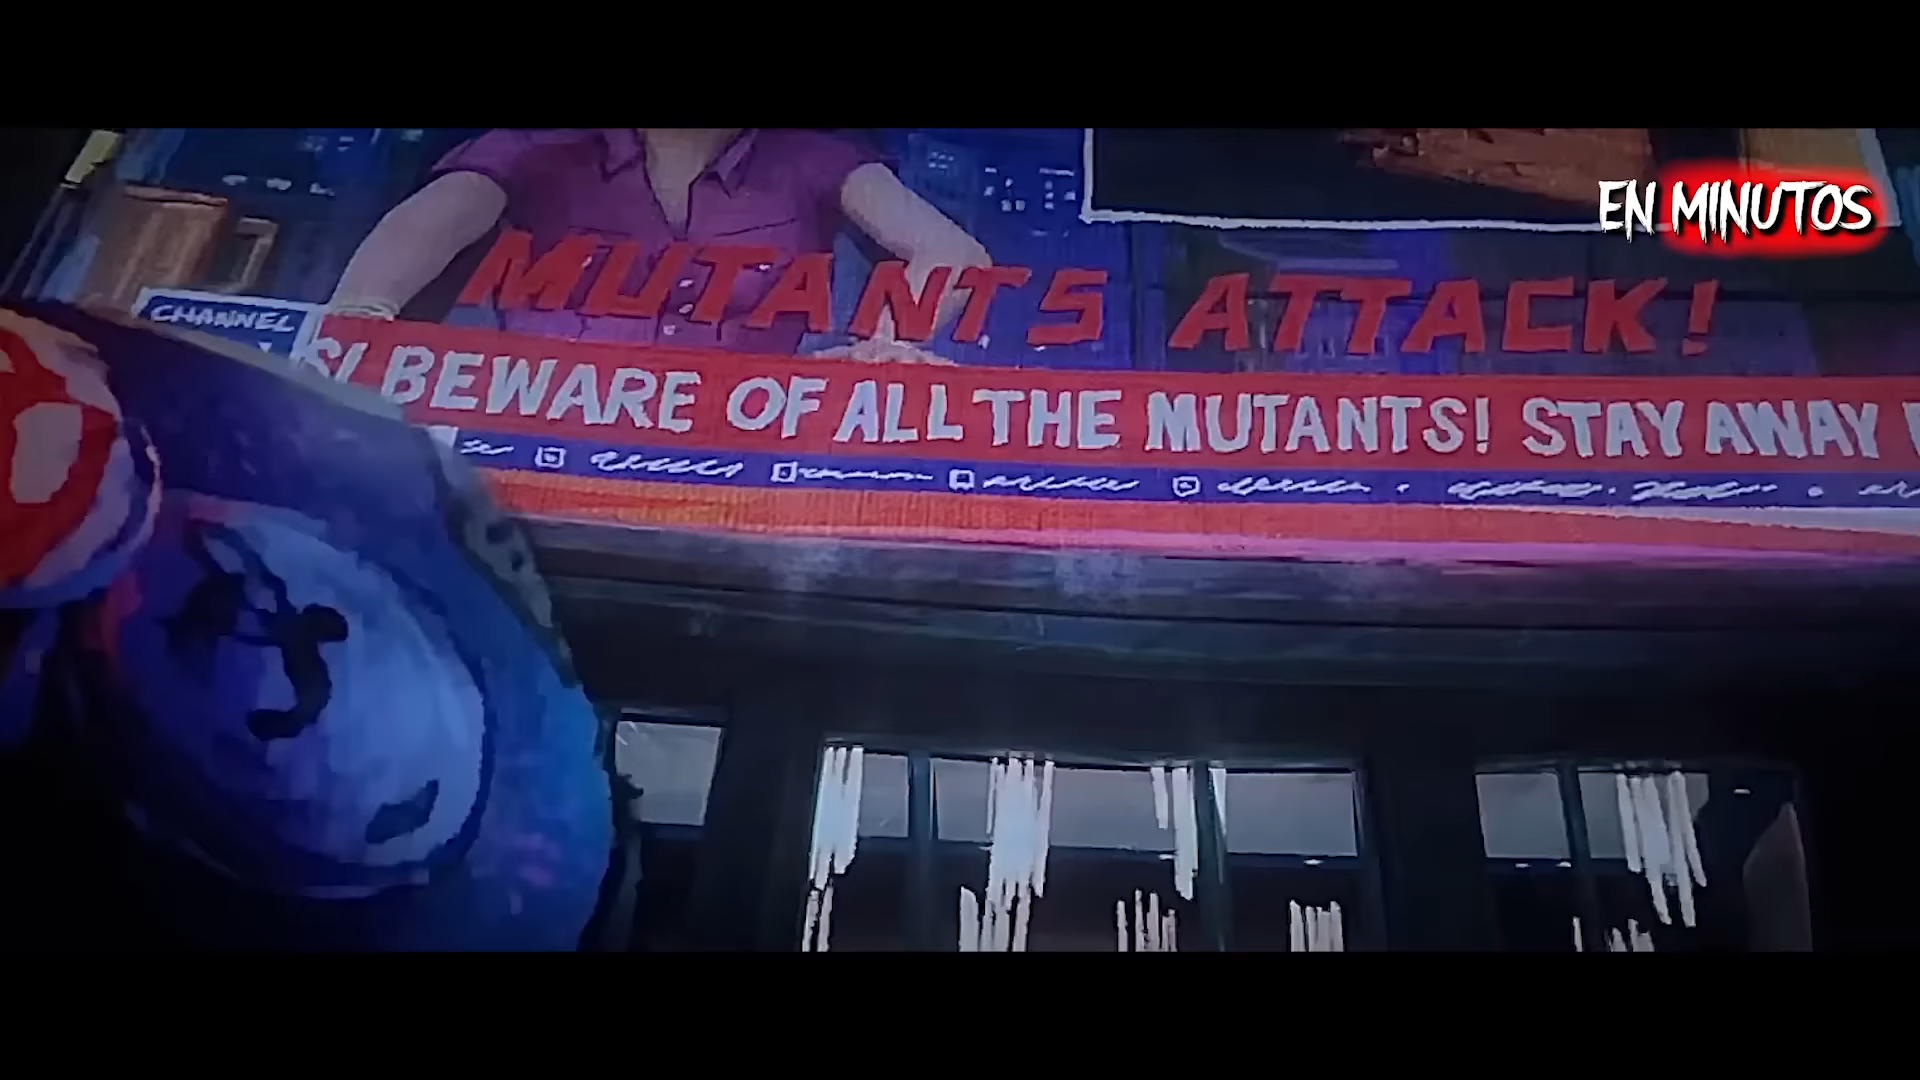 EN MINUTOS
MUTANTS ATTACK!
CHANNEL
BEWARE OF ALL THE MUTANTS! STAY AWAY